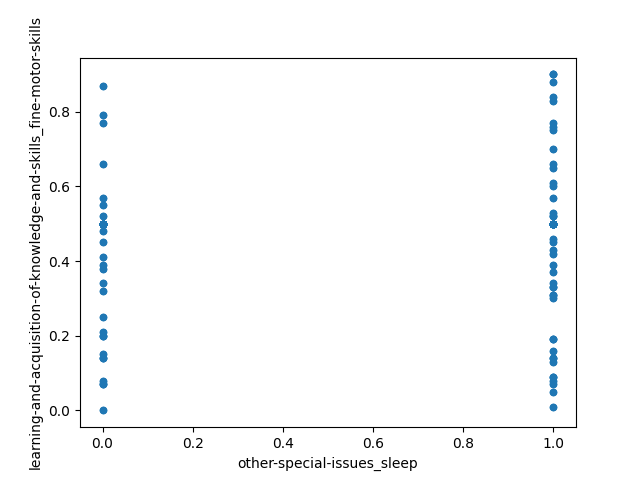 learning-and-acquisition-of-knowledge-and-skills_fine-motor-skills
0.8
0.6
0.4
0.2
0.0
0.0 0.2 0.4 0.6 0.8 1.0
other-special-issues_sleep